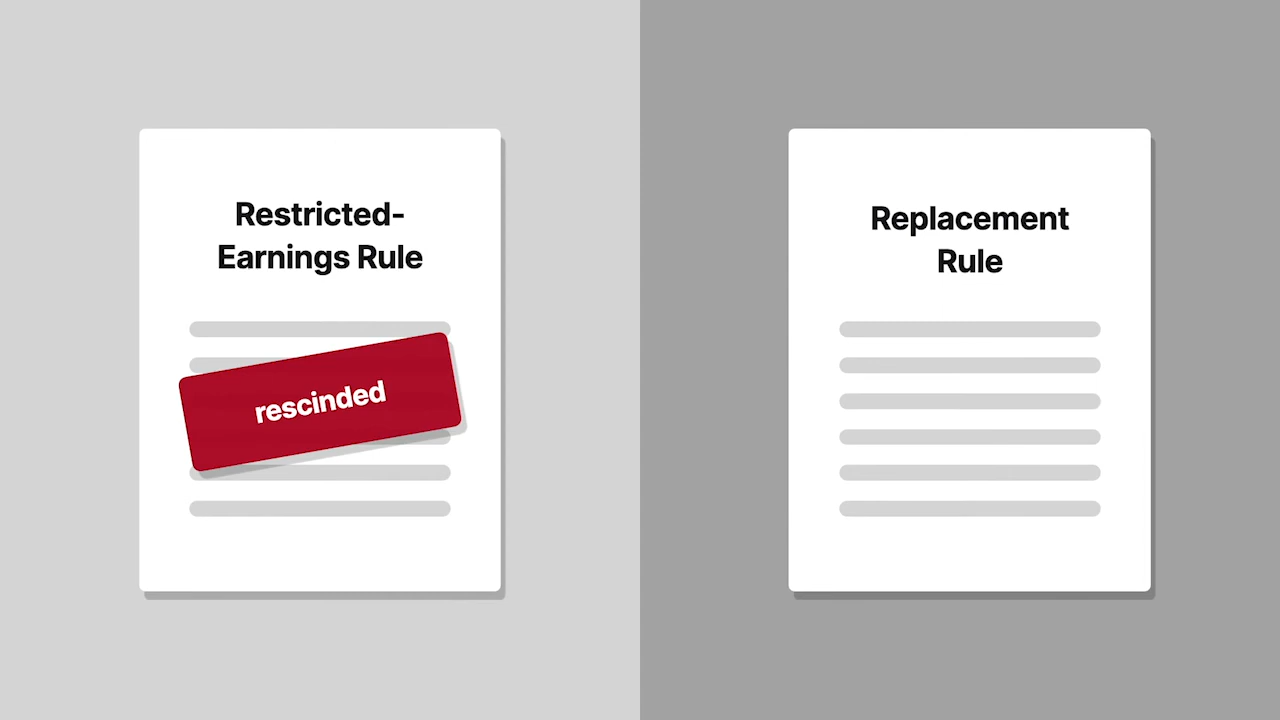 Restricted-
Earnings Rule
rescinded
Replacement
Rule